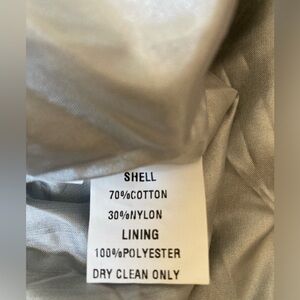 SHELL
70%COTTON
30%NYLON
LINING
100%POLYESTER
DRY CLEAN ONLY